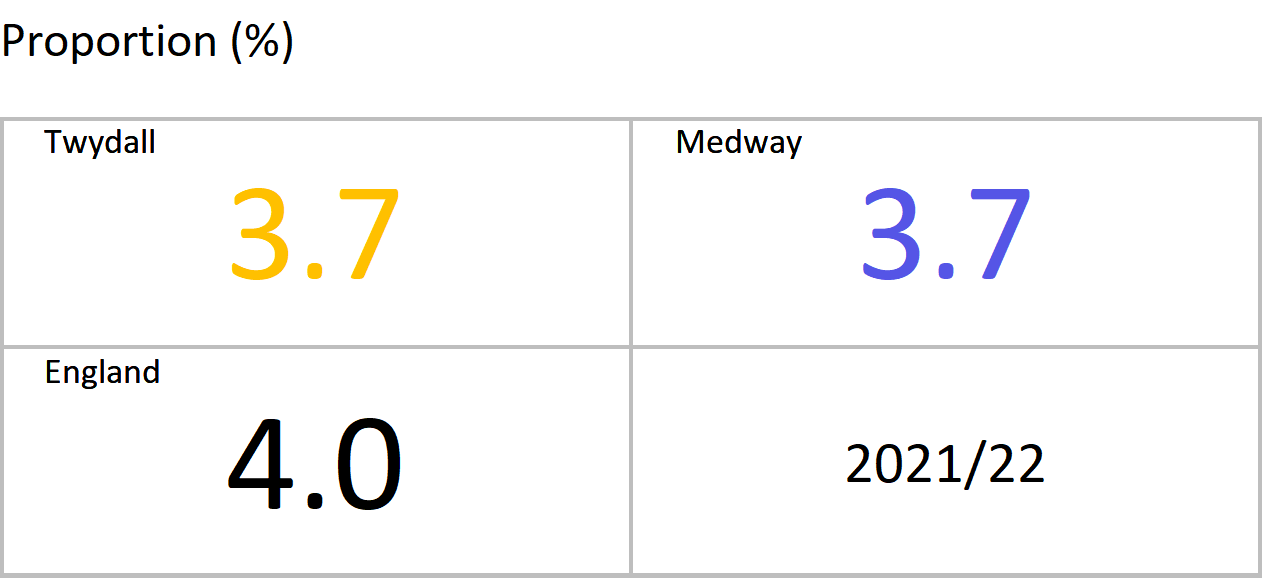 Proportion (%)
Twydall
3.7
Medway
3.7
England
4.0
2021/22